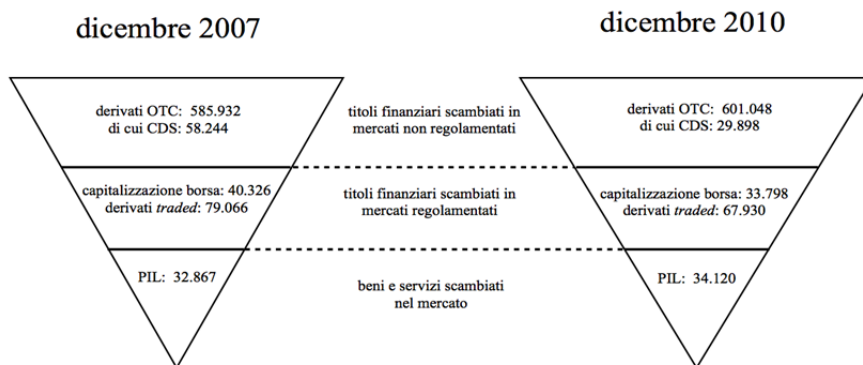 dicembre 2007
dicembre 2010
derivati OTC: 585.932
di cui CDS: 58.244
titoli finanziari scambiati in
mercati non regolamentati
derivati OTC: 601.048
di cui CDS: 29.898
capitalizzazione borsa: 40.326
derivati traded: 79.066
titoli finanziari scambiati in
mercati regolamentati
capitalizzazione borsa: 33.798
derivati traded: 67.930
PIL: 32.867
beni e servizi scambiati
nel mercato
PIL: 34.120